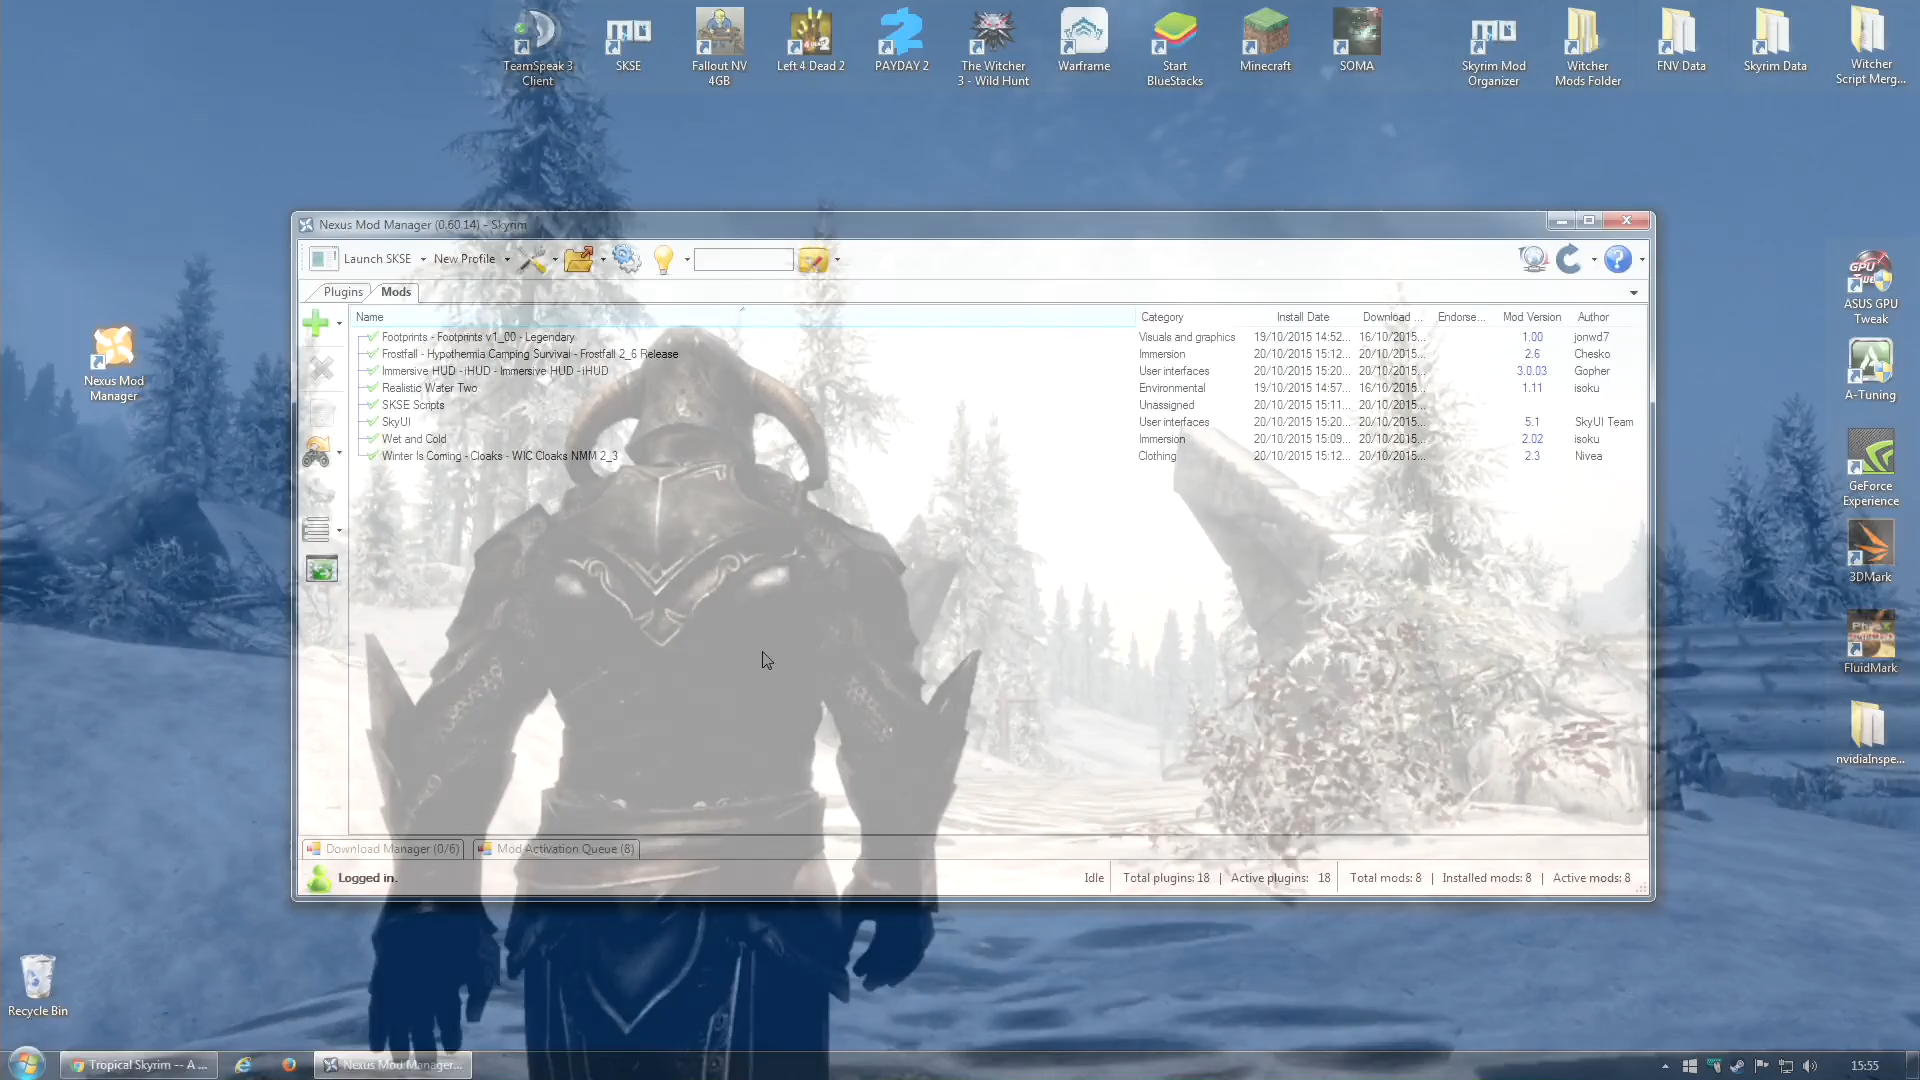 TeamSpeak 3
Client
SKSE
Fallout NV
4GB
Left 4 Dead 2
PAYDAY 2
The Witcher
3 - Wild Hunt
Warframe
Start
BlueStacks
Minecraft
SOMA
Skyrim Mod
Organizer
Witcher
Mods Folder
FNV Data
Skyrim Data
Witcher
Script Merg...
Nexus Mod Manager (0.60.14) - Skyrim
Launch SKSE
New Profile
Plugins
Mods
Name Category Install Date Download ... Endorse... Mod Version Author
Footprints - Footprints v1_00 - Legendary Visuals and graphics 19/10/2015 14:52... 16/10/2015... 1.00 jonwd7
Frostfall - Hypothermia Camping Survival - Frostfall 2_6 Release Immersion 20/10/2015 15:12... 20/10/2015... 2.6 Chesko
Immersive HUD - iHUD - Immersive HUD - iHUD User interfaces 20/10/2015 15:20... 20/10/2015... 3.0.03 Gopher
Realistic Water Two Environmental 19/10/2015 14:57... 16/10/2015... 1.11 isoku
SKSE Scripts Unassigned 20/10/2015 15:11... 20/10/2015...
SkyUI User interfaces 20/10/2015 15:20... 20/10/2015... 5.1 SkyUI Team
Wet and Cold Immersion 20/10/2015 15:09... 20/10/2015... 2.02 isoku
Winter Is Coming - Cloaks - WIC Cloaks NMM 2_3 Clothing 20/10/2015 15:12... 20/10/2015... 2.3 Nivea
Download Manager (0/6)
Mod Activation Queue (8)
Logged in.
Idle
Total plugins: 18 | Active plugins: 18
Total mods: 8 | Installed mods: 8 | Active mods: 8
Nexus Mod
Manager
GPU
ASUS GPU
Tweak
A-Tuning
GeForce
Experience
3DMark
FluidMark
nvidiaInspe...
Recycle Bin
Tropical Skyrim -- A ...
Nexus Mod Manager...
15:55